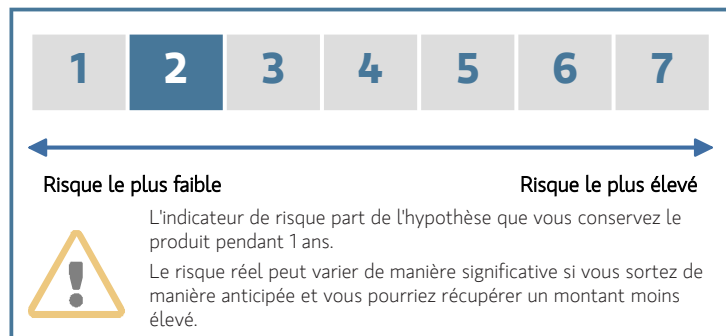 1 2 3 4 5 6 7
Risque le plus faible Risque le plus élevé
L'indicateur de risque part de l'hypothèse que vous conservez le
produit pendant 1 ans.
Le risque réel peut varier de manière significative si vous sortez de
manière anticipée et vous pourriez récupérer un montant moins
élevé.